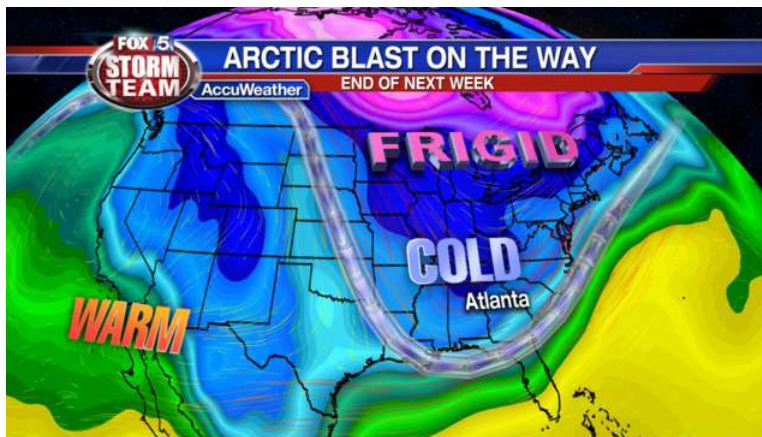 FOX 5
STORM
TEAM
AccuWeather
ARCTIC BLAST ON THE WAY
END OF NEXT WEEK
FRIGID
COLD
Atlanta
WARM